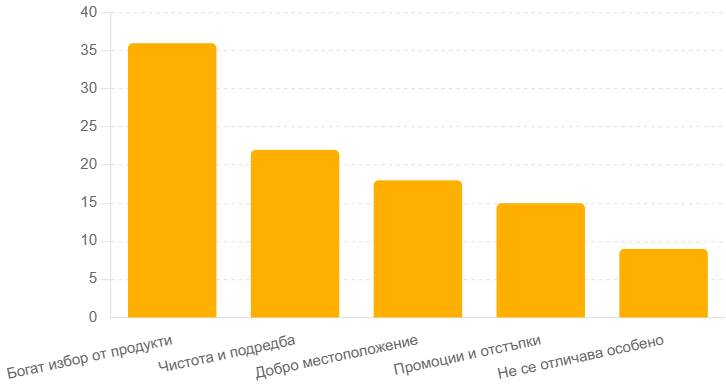 40
35
30
25
20
15
10
5
0
Богат избор от продукти
Чистота и подредба
Добро местоположение
Промоции и отстъпки
Не се отличава особено